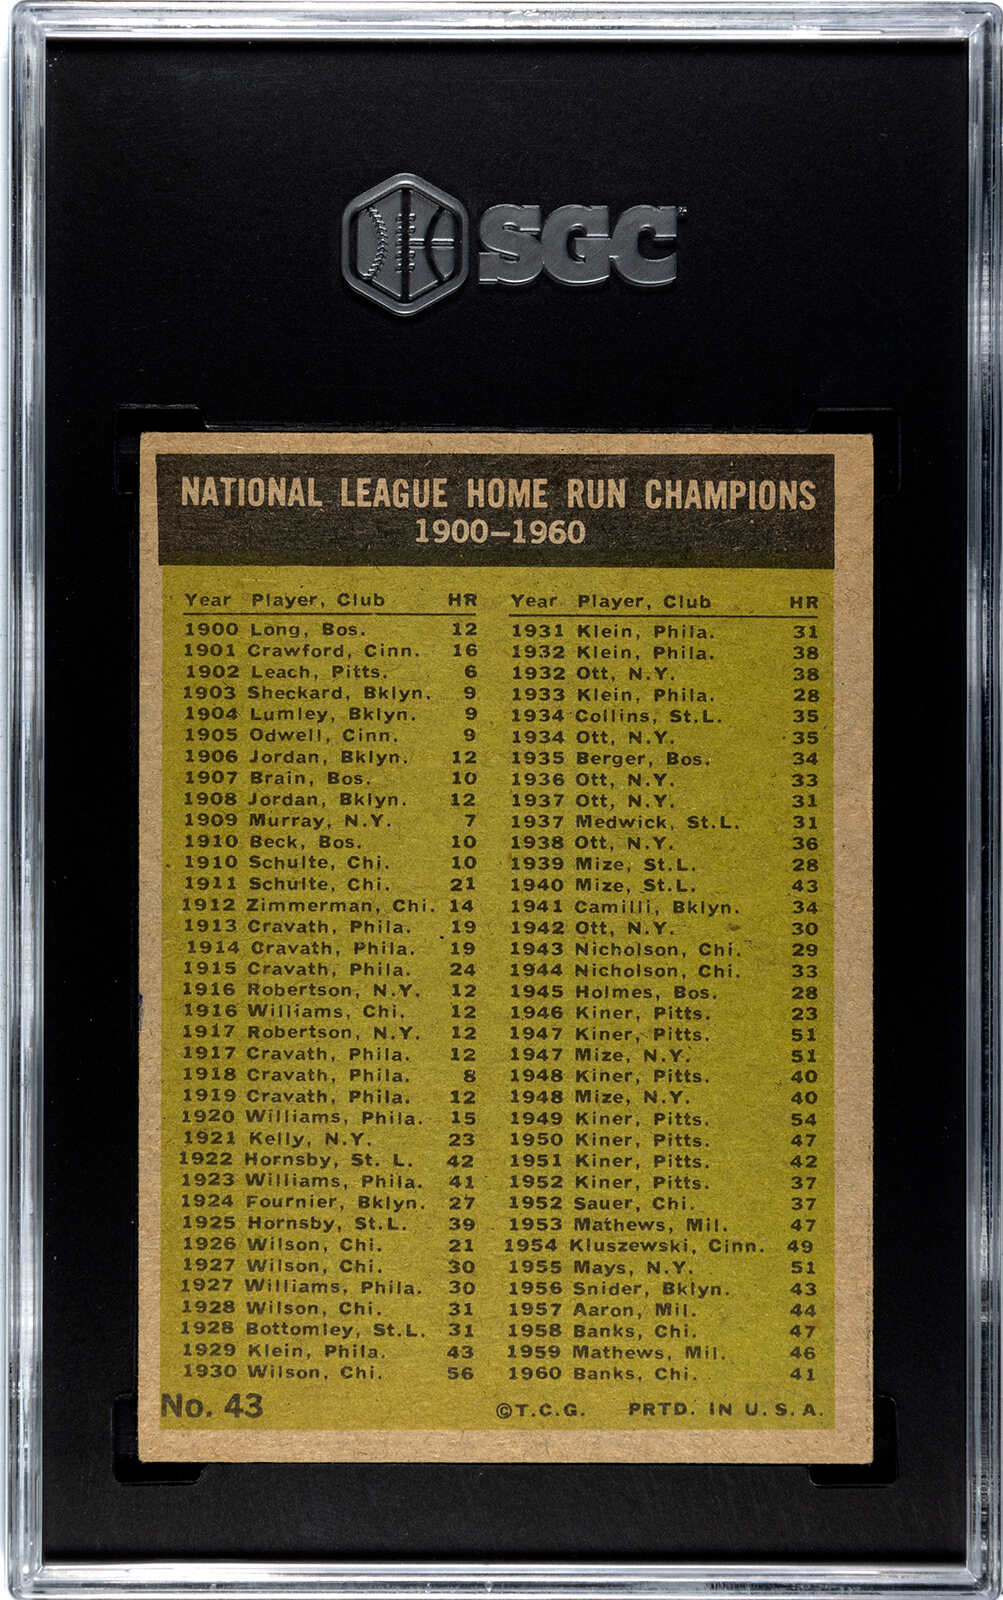 SGC
NATIONAL LEAGUE HOME RUN CHAMPIONS
1900–1960
Year Player, Club HR
1900 Long, Bos. 12
1901 Crawford, Cinn. 16
1902 Leach, Pitts. 6
1903 Sheckard, Bklyn. 9
1904 Lumley, Bklyn. 9
1905 Odwell, Cinn. 9
1906 Jordan, Bklyn. 12
1907 Brain, Bos. 10
1908 Jordan, Bklyn. 12
1909 Murray, N.Y. 7
1910 Beck, Bos. 10
1910 Schulte, Chi. 10
1911 Schulte, Chi. 21
1912 Zimmerman, Chi. 14
1913 Cravath, Phila. 19
1914 Cravath, Phila. 19
1915 Cravath, Phila. 24
1916 Robertson, N.Y. 12
1916 Williams, Chi. 12
1917 Robertson, N.Y. 12
1917 Cravath, Phila. 12
1918 Cravath, Phila. 8
1919 Cravath, Phila. 12
1920 Williams, Phila. 15
1921 Kelly, N.Y. 23
1922 Hornsby, St. L. 42
1923 Williams, Phila. 41
1924 Fournier, Bklyn. 27
1925 Hornsby, St.L. 39
1926 Wilson, Chi. 21
1927 Wilson, Chi. 30
1927 Williams, Phila. 30
1928 Wilson, Chi. 31
1928 Bottomley, St.L. 31
1929 Klein, Phila. 43
1930 Wilson, Chi. 56
Year Player, Club HR
1931 Klein, Phila. 31
1932 Klein, Phila. 38
1932 Ott, N.Y. 38
1933 Klein, Phila. 28
1934 Collins, St.L. 35
1934 Ott, N.Y. 35
1935 Berger, Bos. 34
1936 Ott, N.Y. 33
1937 Ott, N.Y. 31
1937 Medwick, St.L. 31
1938 Ott, N.Y. 36
1939 Mize, St.L. 28
1940 Mize, St.L. 43
1941 Camilli, Bklyn. 34
1942 Ott, N.Y. 30
1943 Nicholson, Chi. 29
1944 Nicholson, Chi. 33
1945 Holmes, Bos. 28
1946 Kiner, Pitts. 23
1947 Kiner, Pitts. 51
1947 Mize, N.Y. 51
1948 Kiner, Pitts. 40
1948 Mize, N.Y. 40
1949 Kiner, Pitts. 54
1950 Kiner, Pitts. 47
1951 Kiner, Pitts. 42
1952 Kiner, Pitts. 37
1952 Sauer, Chi. 37
1953 Mathews, Mil. 47
1954 Kluszewski, Cinn. 49
1955 Mays, N.Y. 51
1956 Snider, Bklyn. 43
1957 Aaron, Mil. 44
1958 Banks, Chi. 47
1959 Mathews, Mil. 46
1960 Banks, Chi. 41
No. 43
©T.C.G. PRTD. IN U.S.A.